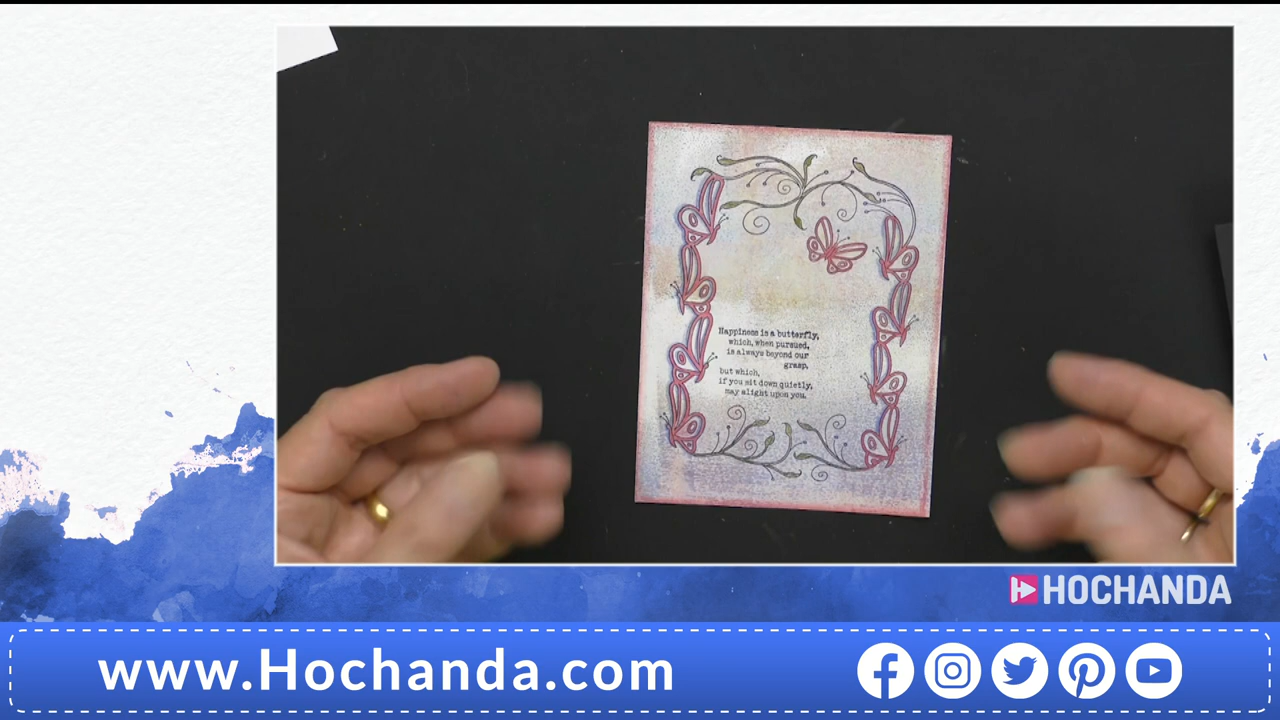 Happiness is a butterfly,
which, when pursued,
is always beyond our
grasp,
but which,
if you sit down quietly,
may alight upon you.
HOCHANDA
www.Hochanda.com